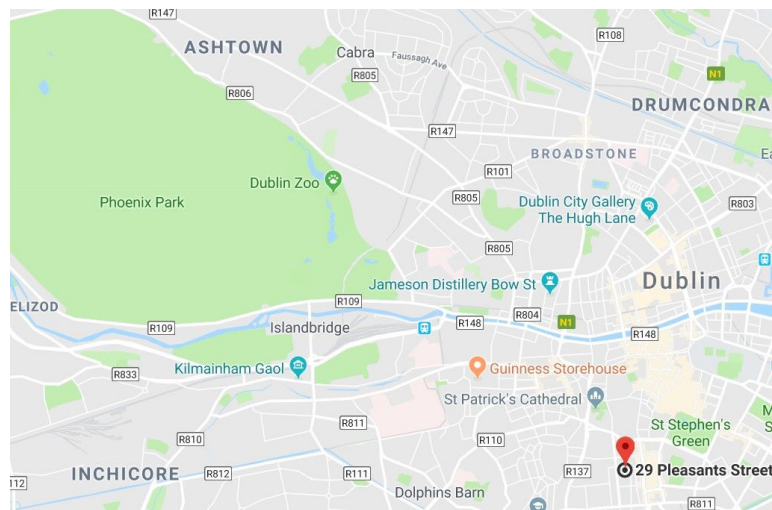 R147
ASHTOWN
Cabra
Faussagh Ave
R108
R805
N1
R806
DRUMCONDRA
R147
BROADSTONE
Ea
R101
Dublin Zoo
R805
Phoenix Park
Dublin City Gallery
The Hugh Lane
R803
R805
Jameson Distillery Bow St
Dublin
R109
ELIZOD
R804
R109
Islandbridge
R148
N1
R148
Kilmainham Gaol
Guinness Storehouse
R833
St Patrick's Cathedral
M
S
R811
St Stephen's
Green
R810
R110
INCHICORE
R812
R111
R137
29 Pleasants Street
112
Dolphins Barn
R811